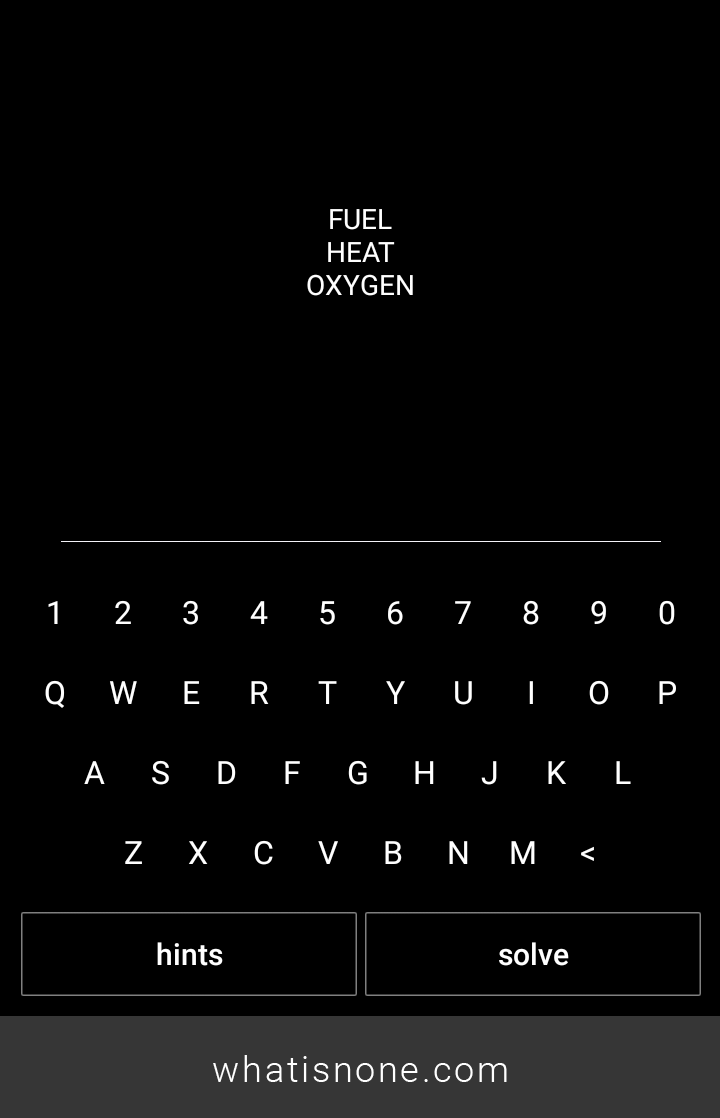 FUEL
HEAT
OXYGEN
1 2 3 4 5 6 7 8 9 0
Q W E R T Y U I O P
A S D F G H J K L
Z X C V B N M <
hints solve
whatisnone.com